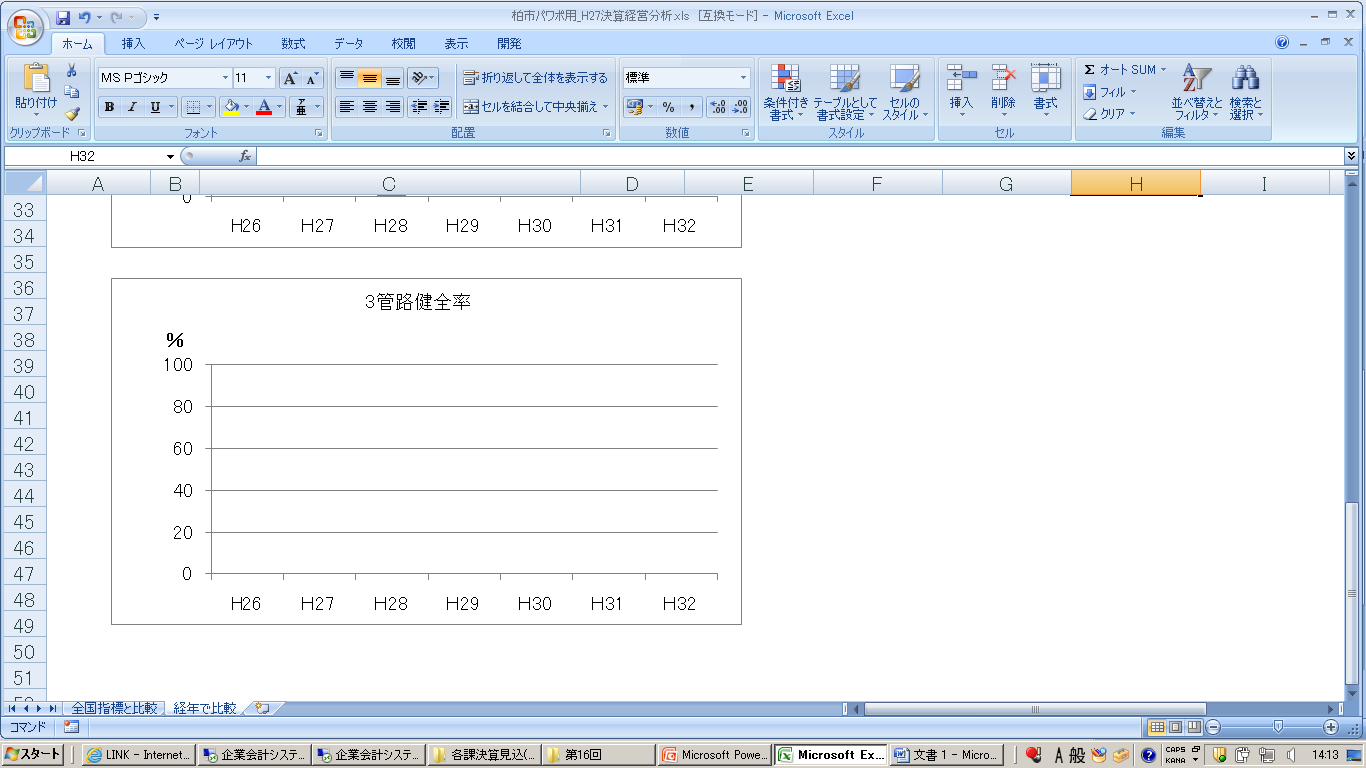 柏市パワポ用_H27決算経営分析.xls [互換モード] - Microsoft Excel
ホーム 挿入 ページ レイアウト 数式 データ 校閲 表示 開発
MS Pゴシック 11 折り返して全体を表示する 標準 Σ オート SUM
貼り付け B I U 亜 セルを結合して中央揃え % , 条件付き書式 テーブルとして書式設定 セルのスタイル 挿入 削除 書式 フィル クリア 並べ替えとフィルタ 検索と選択
クリップボード フォント 配置 数値 スタイル セル 編集
H32 fx
A B C D E F G H I
33 0
34 H26 H27 H28 H29 H30 H31 H32
35
36
37 3管路健全率
38 %
39 100
40
41 80
42 60
43
44 40
45
46 20
47 0
48 H26 H27 H28 H29 H30 H31 H32
49
50
51
全国指標と比較 経年で比較
コマンド
スタート LINK - Internet... 企業会計システ... 企業会計システ... 各課決算見込(... 第16回 Microsoft Powe... Microsoft Ex... 文書 1 - Micro... A 般 CAPS KANA 14:13